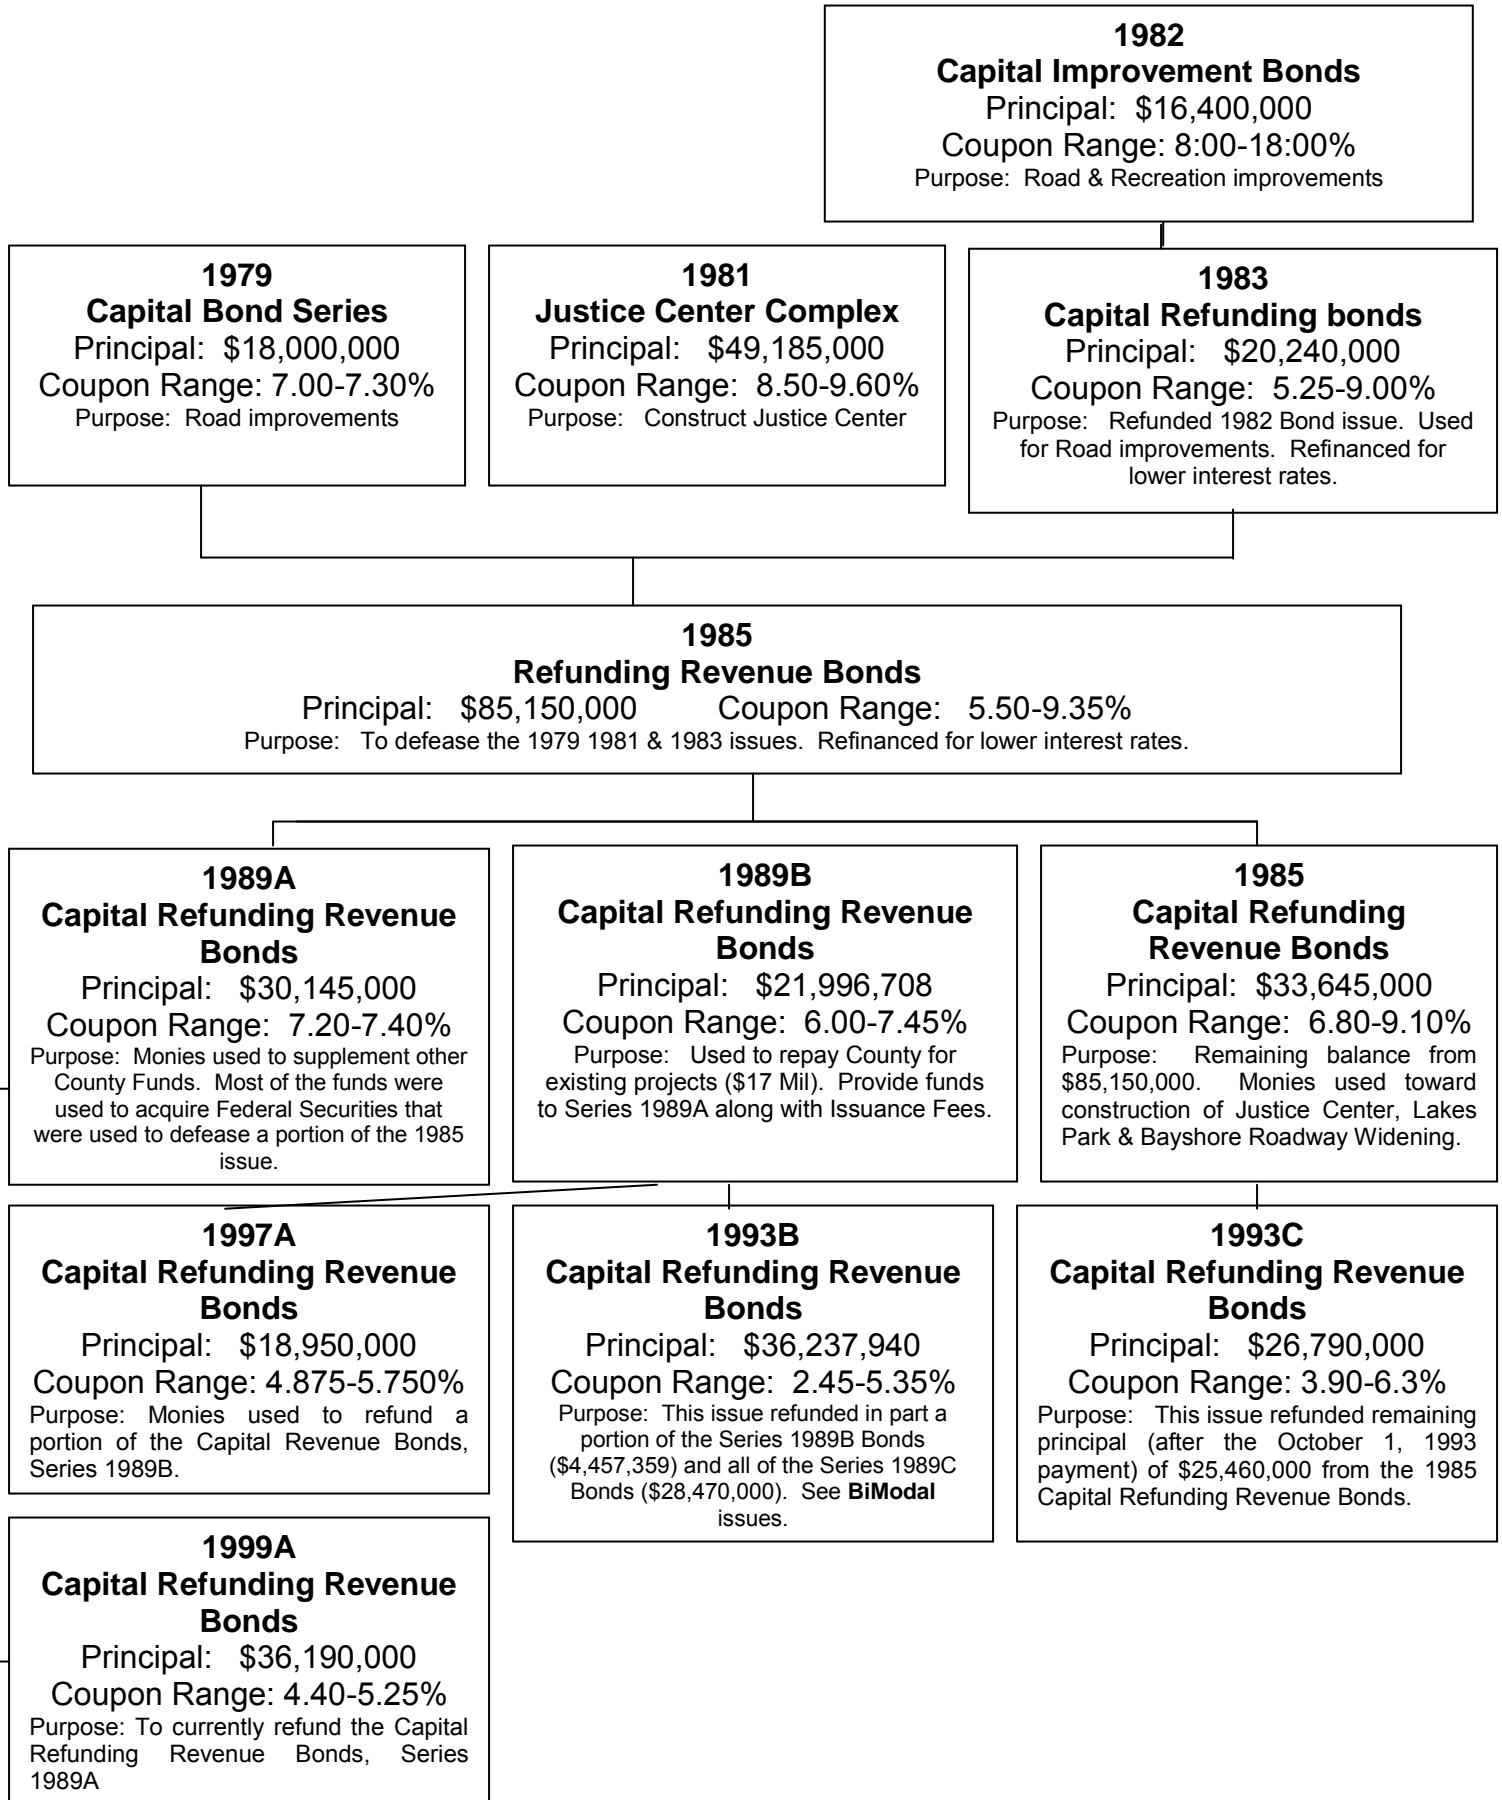 1982
Capital Improvement Bonds
Principal: $16,400,000
Coupon Range: 8:00-18:00%
Purpose: Road & Recreation improvements
1979
Capital Bond Series
Principal: $18,000,000
Coupon Range: 7.00-7.30%
Purpose: Road improvements
1981
Justice Center Complex
Principal: $49,185,000
Coupon Range: 8.50-9.60%
Purpose: Construct Justice Center
1983
Capital Refunding bonds
Principal: $20,240,000
Coupon Range: 5.25-9.00%
Purpose: Refunded 1982 Bond issue. Used
for Road improvements. Refinanced for
lower interest rates.
1985
Refunding Revenue Bonds
Principal: $85,150,000 Coupon Range: 5.50-9.35%
Purpose: To defease the 1979 1981 & 1983 issues. Refinanced for lower interest rates.
1989A
Capital Refunding Revenue
Bonds
Principal: $30,145,000
Coupon Range: 7.20-7.40%
Purpose: Monies used to supplement other
County Funds. Most of the funds were
used to acquire Federal Securities that
were used to defease a portion of the 1985
issue.
1989B
Capital Refunding Revenue
Bonds
Principal: $21,996,708
Coupon Range: 6.00-7.45%
Purpose: Used to repay County for
existing projects ($17 Mil). Provide funds
to Series 1989A along with Issuance Fees.
1985
Capital Refunding
Revenue Bonds
Principal: $33,645,000
Coupon Range: 6.80-9.10%
Purpose: Remaining balance from
$85,150,000. Monies used toward
construction of Justice Center, Lakes
Park & Bayshore Roadway Widening.
1997A
Capital Refunding Revenue
Bonds
Principal: $18,950,000
Coupon Range: 4.875-5.750%
Purpose: Monies used to refund a
portion of the Capital Revenue Bonds,
Series 1989B.
1993B
Capital Refunding Revenue
Bonds
Principal: $36,237,940
Coupon Range: 2.45-5.35%
Purpose: This issue refunded in part a
portion of the Series 1989B Bonds
($4,457,359) and all of the Series 1989C
Bonds ($28,470,000). See BiModal
issues.
1993C
Capital Refunding Revenue
Bonds
Principal: $26,790,000
Coupon Range: 3.90-6.3%
Purpose: This issue refunded remaining
principal (after the October 1, 1993
payment) of $25,460,000 from the 1985
Capital Refunding Revenue Bonds.
1999A
Capital Refunding Revenue
Bonds
Principal: $36,190,000
Coupon Range: 4.40-5.25%
Purpose: To currently refund the Capital
Refunding Revenue Bonds, Series
1989A